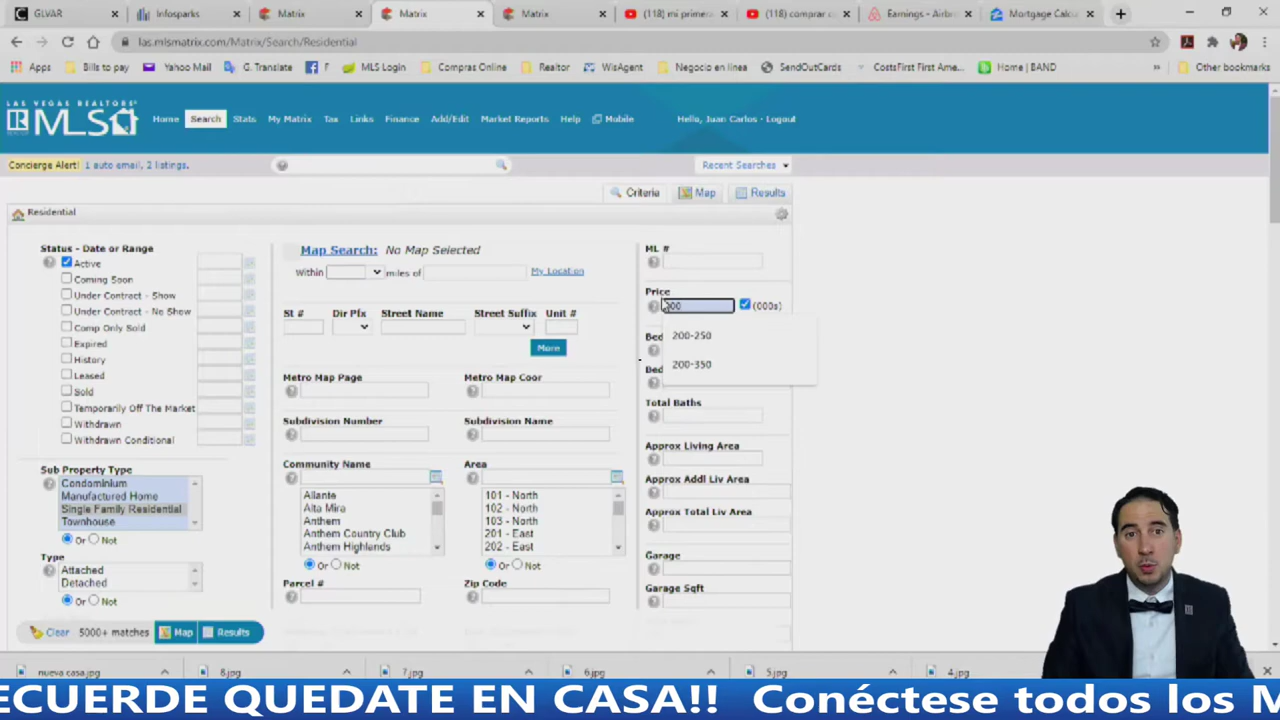 GLVAR
Infosparks
Matrix
Matrix
Matrix
(118) mi primera
(118) comprar c
Earnings - Airb
Mortgage Calcu
las.mlsmatrix.com/Matrix/Search/Residential
Apps
Bills to pay
Yahoo Mail
G. Translate
F
MLS Login
Compras Online
Realtor
WisAgent
Negocio en linea
SendOutCards
CostsFirst First Ame...
Home | BAND
Other bookmarks
LAS VEGAS REALTORS®
MLS
Home
Search
Stats
My Matrix
Tax
Links
Finance
Add/Edit
Market Reports
Help
Mobile
Hello, Juan Carlos - Logout
Concierge Alert! 1 auto email, 2 listings.
Recent Searches
Criteria
Map
Results
Residential
Status - Date or Range
Active
Coming Soon
Under Contract - Show
Under Contract - No Show
Comp Only Sold
Expired
History
Leased
Sold
Temporarily Off The Market
Withdrawn
Withdrawn Conditional
Sub Property Type
Condominium
Manufactured Home
Single Family Residential
Townhouse
Or Not
Type
Attached
Detached
Or Not
Map Search: No Map Selected
Within miles of My Location
St # Dir Pfx Street Name Street Suffix Unit #
More
Metro Map Page
Metro Map Coor
Subdivision Number
Subdivision Name
Community Name
Aliante
Alta Mira
Anthem
Anthem Country Club
Anthem Highlands
Or Not
Area
101 - North
102 - North
103 - North
201 - East
202 - East
Or Not
Parcel #
Zip Code
ML #
Price
(000s)
200-250
200-350
Bed
Bed
Total Baths
Approx Living Area
Approx Addl Liv Area
Approx Total Liv Area
Garage
Garage Sqft
Clear 5000+ matches Map Results
nueva casa.jpg
8.jpg
7.jpg
6.jpg
5.jpg
4.jpg
ECUERDE QUEDATE EN CASA!! Conéctese todos los M